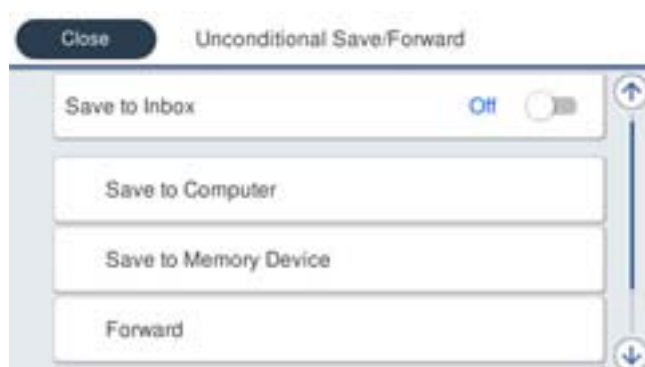 Close Unconditional Save/Forward
Save to Inbox Off
Save to Computer
Save to Memory Device
Forward